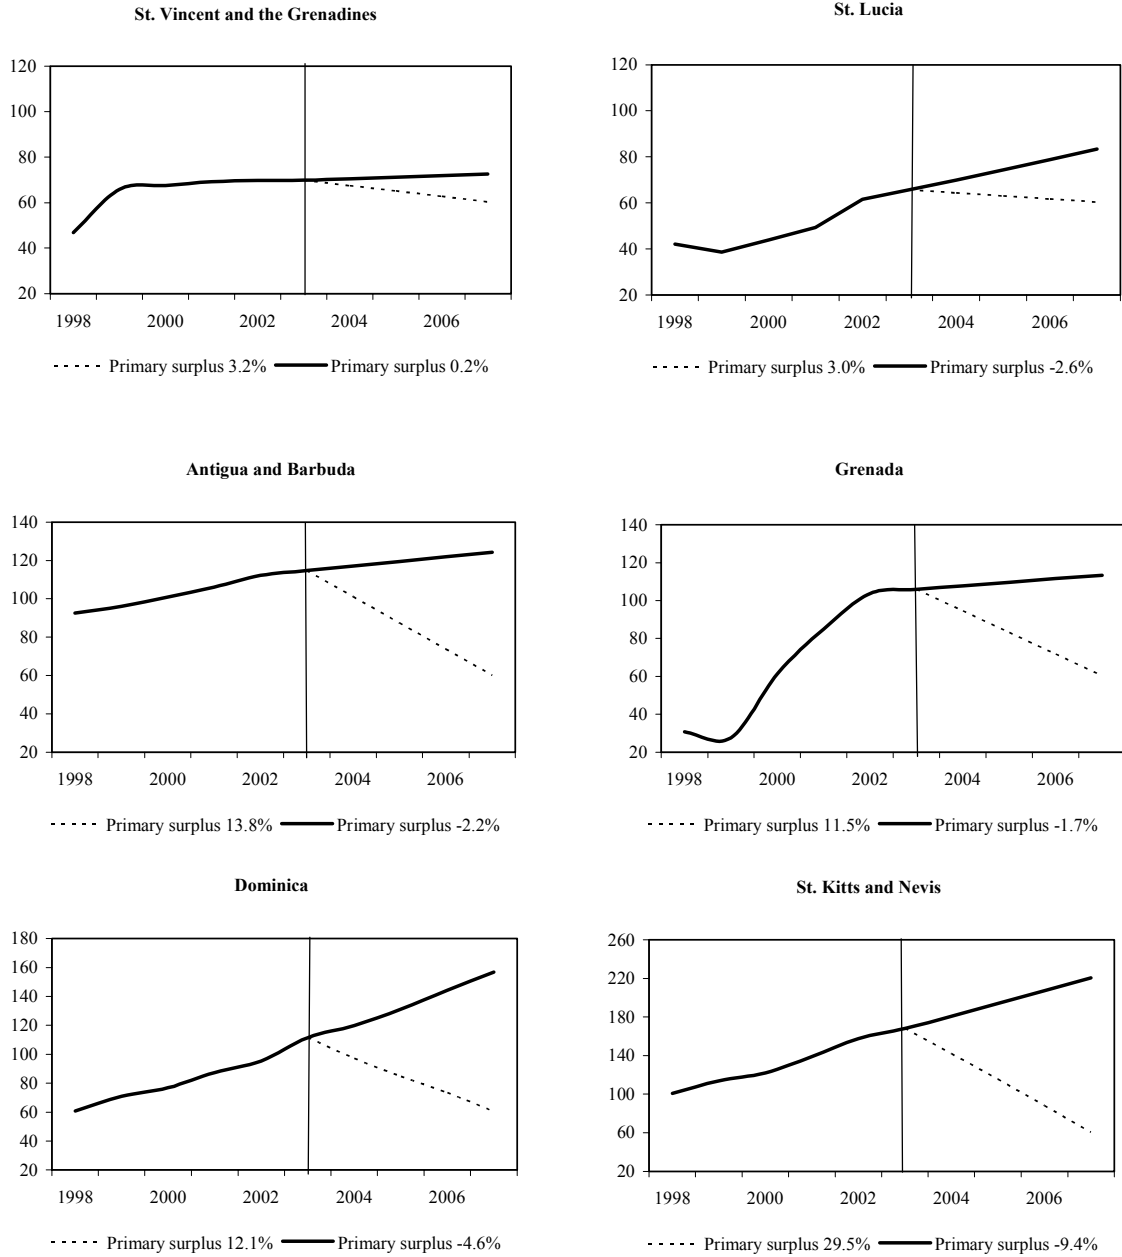 St. Vincent and the Grenadines
120
100
80
60
40
20
1998 2000 2002 2004 2006
Primary surplus 3.2% Primary surplus 0.2%
St. Lucia
120
100
80
60
40
20
1998 2000 2002 2004 2006
Primary surplus 3.0% Primary surplus -2.6%
Antigua and Barbuda
140
120
100
80
60
40
20
1998 2000 2002 2004 2006
Primary surplus 13.8% Primary surplus -2.2%
Grenada
140
120
100
80
60
40
20
1998 2000 2002 2004 2006
Primary surplus 11.5% Primary surplus -1.7%
Dominica
180
160
140
120
100
80
60
40
20
1998 2000 2002 2004 2006
Primary surplus 12.1% Primary surplus -4.6%
St. Kitts and Nevis
260
220
180
140
100
60
20
1998 2000 2002 2004 2006
Primary surplus 29.5% Primary surplus -9.4%